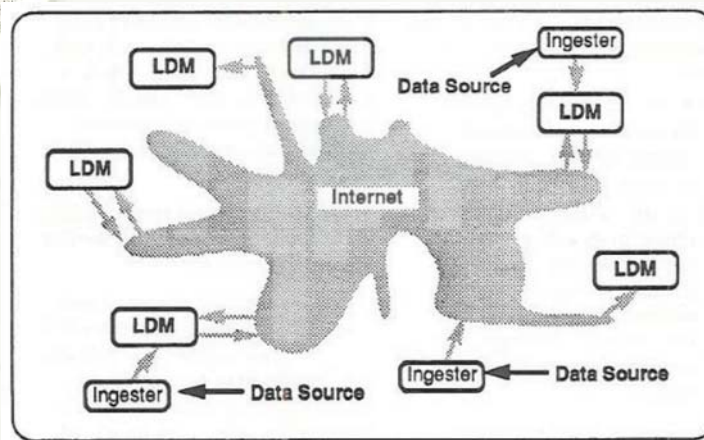 Ingester
LDM
LDM
Data Source
LDM
LDM
Internet
LDM
LDM
Ingester
Data Source
Ingester
Data Source